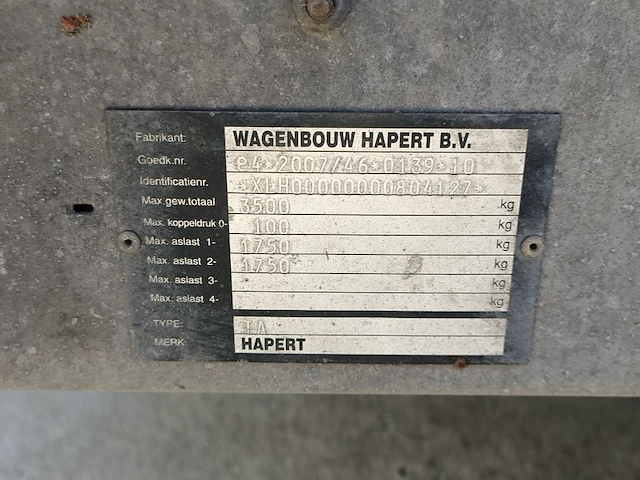 Fabrikant: WAGENBOUW HAPERT B.V.
Goedk.nr. e4*2007/46*0139*10
Identificatienr. *XLH00000000804127*
Max.gew.totaal 3500 kg
Max. koppeldruk 0- 100 kg
Max. aslast 1- 1750 kg
Max. aslast 2- 1750 kg
Max. aslast 3- kg
Max. aslast 4- kg
TYPE: TA
MERK: HAPERT